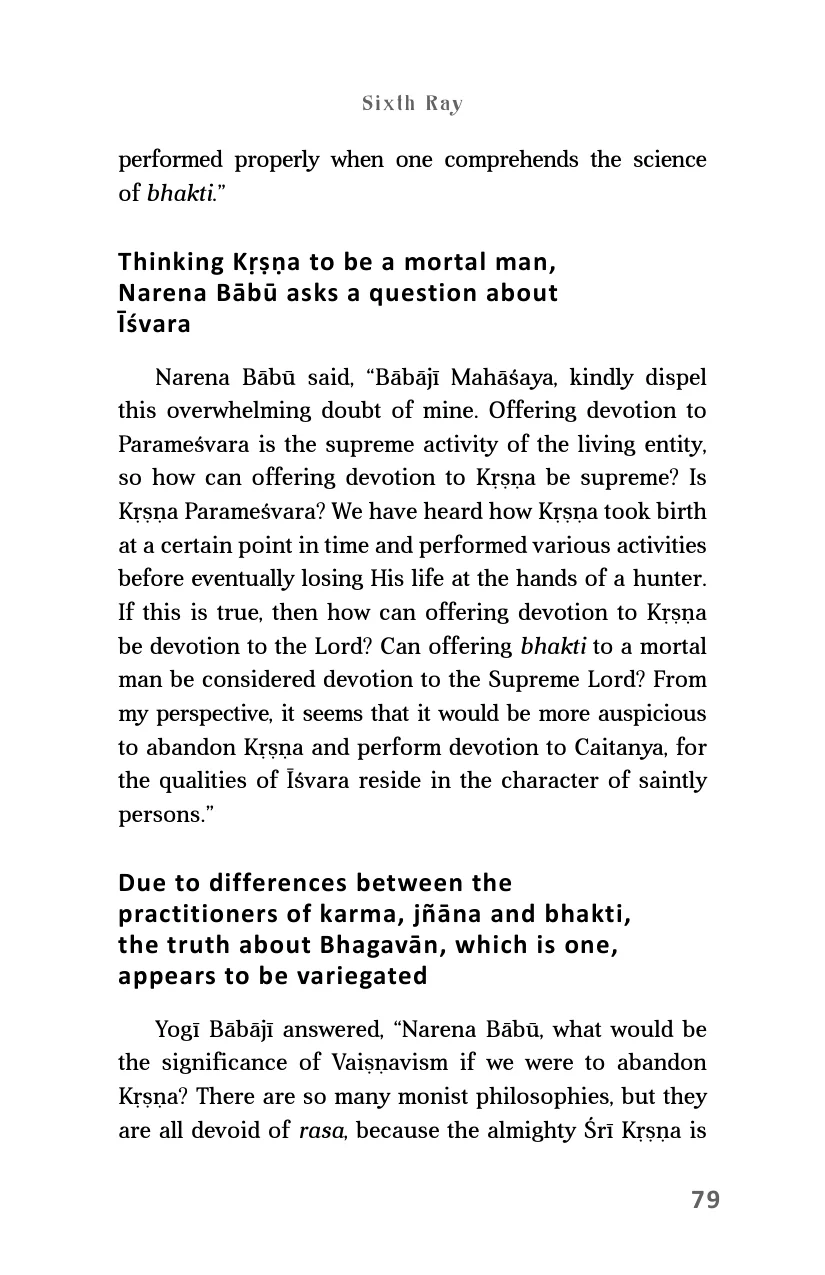 Sixth Ray
performed properly when one comprehends the science
of bhakti.”
Thinking Kṛṣṇa to be a mortal man,
Narena Bābū asks a question about
Īśvara
Narena Bābū said, “Bābājī Mahāśaya, kindly dispel
this overwhelming doubt of mine. Offering devotion to
Parameśvara is the supreme activity of the living entity,
so how can offering devotion to Kṛṣṇa be supreme? Is
Kṛṣṇa Parameśvara? We have heard how Kṛṣṇa took birth
at a certain point in time and performed various activities
before eventually losing His life at the hands of a hunter.
If this is true, then how can offering devotion to Kṛṣṇa
be devotion to the Lord? Can offering bhakti to a mortal
man be considered devotion to the Supreme Lord? From
my perspective, it seems that it would be more auspicious
to abandon Kṛṣṇa and perform devotion to Caitanya, for
the qualities of Īśvara reside in the character of saintly
persons.”
Due to differences between the
practitioners of karma, jñāna and bhakti,
the truth about Bhagavān, which is one,
appears to be variegated
Yogī Bābājī answered, “Narena Bābū, what would be
the significance of Vaiṣṇavism if we were to abandon
Kṛṣṇa? There are so many monist philosophies, but they
are all devoid of rasa, because the almighty Śrī Kṛṣṇa is
79